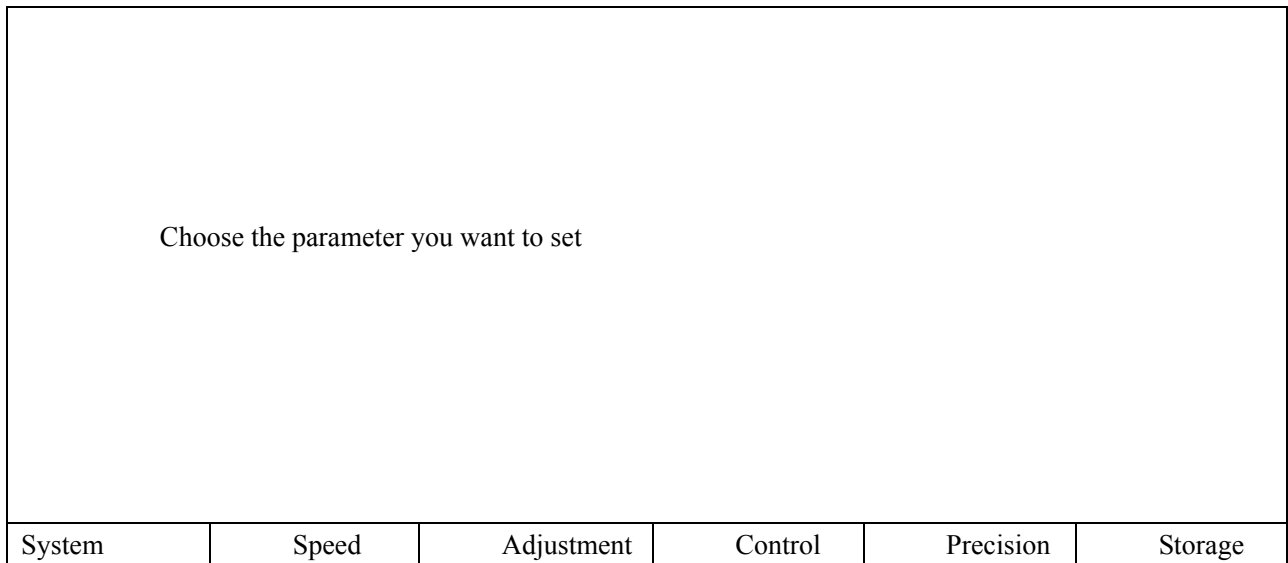 Choose the parameter you want to set
System Speed Adjustment Control Precision Storage